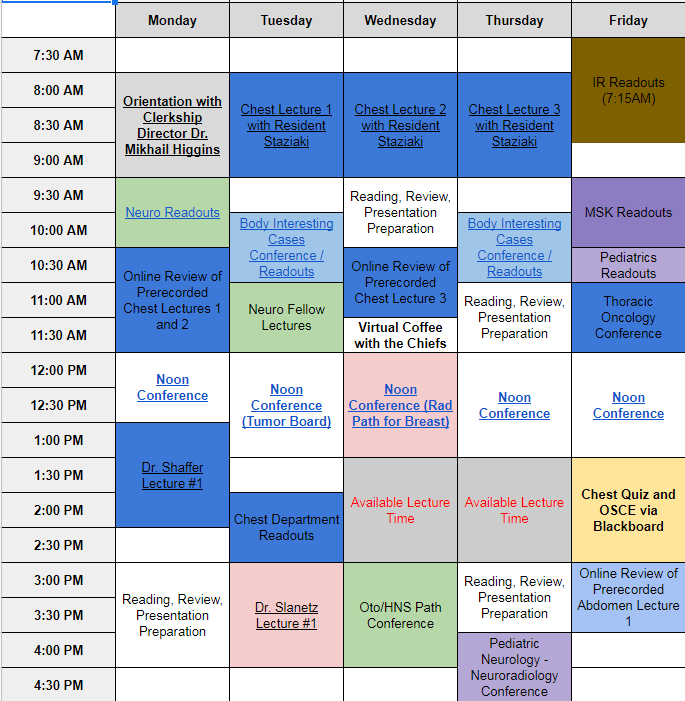 Monday Tuesday Wednesday Thursday Friday
7:30 AM
8:00 AM
8:30 AM
9:00 AM
9:30 AM
10:00 AM
10:30 AM
11:00 AM
11:30 AM
12:00 PM
12:30 PM
1:00 PM
1:30 PM
2:00 PM
2:30 PM
3:00 PM
3:30 PM
4:00 PM
4:30 PM
Orientation with
Clerkship
Director Dr.
Mikhail Higgins
Neuro Readouts
Online Review of
Prerecorded
Chest Lectures 1
and 2
Noon
Conference
Dr. Shaffer
Lecture #1
Reading, Review,
Presentation
Preparation
Chest Lecture 1
with Resident
Staziaki
Body Interesting
Cases
Conference /
Readouts
Neuro Fellow
Lectures
Noon
Conference
(Tumor Board)
Chest Department
Readouts
Dr. Slanetz
Lecture #1
Chest Lecture 2
with Resident
Staziaki
Reading, Review,
Presentation
Preparation
Online Review of
Prerecorded
Chest Lecture 3
Virtual Coffee
with the Chiefs
Noon
Conference (Rad
Path for Breast)
Available Lecture
Time
Oto/HNS Path
Conference
Chest Lecture 3
with Resident
Staziaki
Body Interesting
Cases
Conference /
Readouts
Reading, Review,
Presentation
Preparation
Noon
Conference
Available Lecture
Time
Reading, Review,
Presentation
Preparation
Pediatric
Neurology -
Neuroradiology
Conference
IR Readouts
(7:15AM)
MSK Readouts
Pediatrics
Readouts
Thoracic
Oncology
Conference
Noon
Conference
Chest Quiz and
OSCE via
Blackboard
Online Review of
Prerecorded
Abdomen Lecture
1